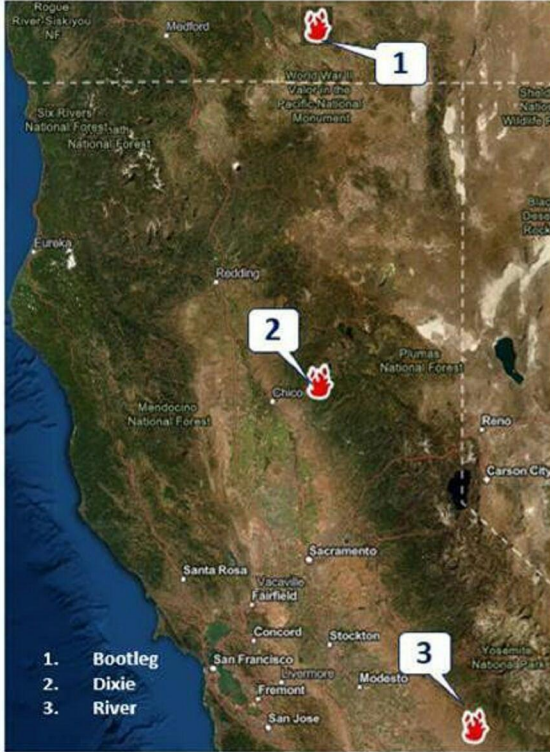 Rogue
River-Siskiyou
NF
Medford
1
World War II
Valor in the
Pacific National
Monument
Six Rivers
National Forest
ath
National Forest
Eureka
Redding
2
Plumas
National Forest
Chico
Mendocino
National Forest
Reno
Carson City
Sacramento
Santa Rosa
Vacaville
Fairfield
Concord
Stockton
San Francisco
Livermore
Modesto
Fremont
San Jose
3
Yosemite
National Park
1. Bootleg
2. Dixie
3. River